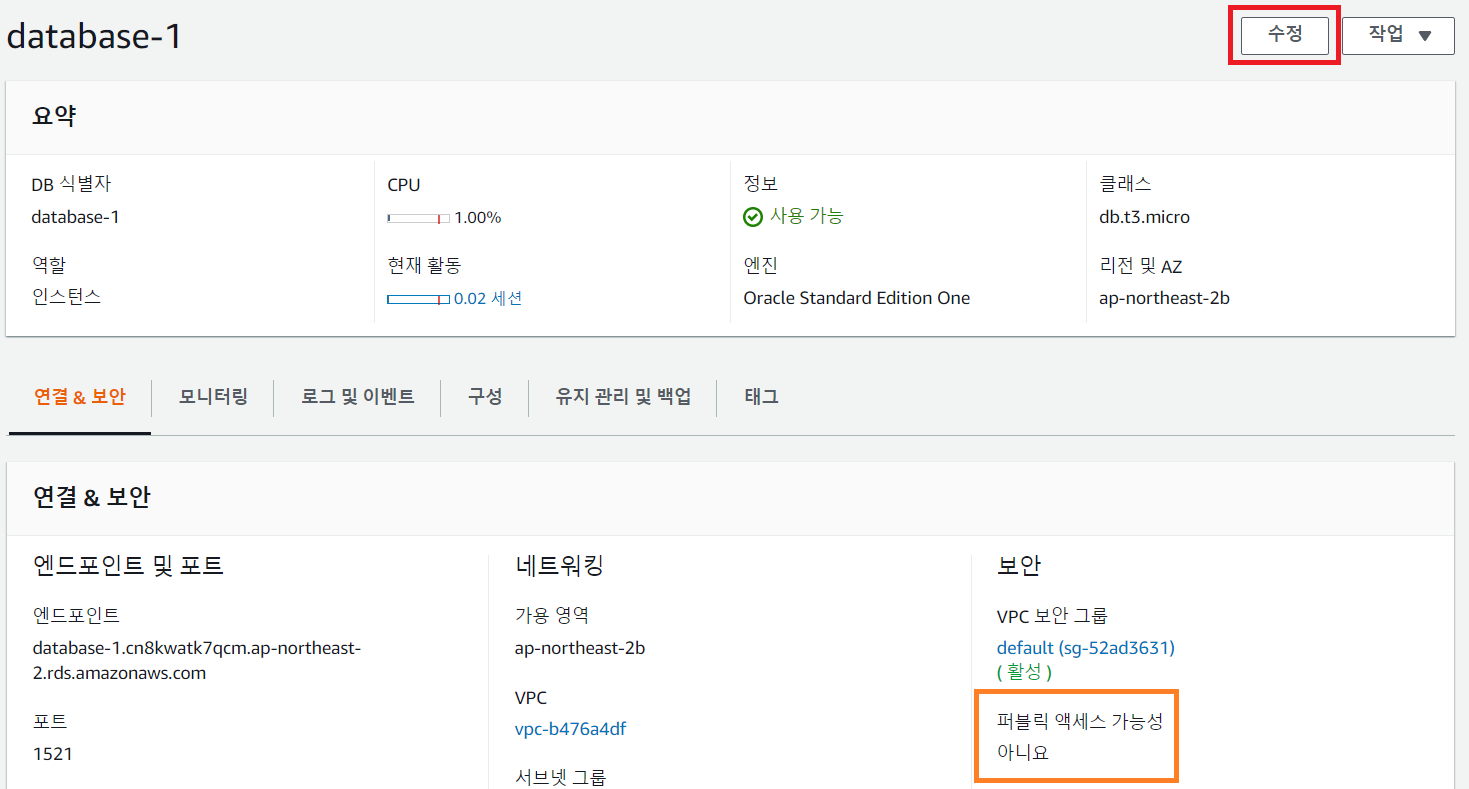 database-1
수정
작업
요약
DB 식별자
database-1
CPU
1.00%
정보
사용 가능
클래스
db.t3.micro
역할
인스턴스
현재 활동
0.02 세션
엔진
Oracle Standard Edition One
리전 및 AZ
ap-northeast-2b
연결 & 보안
모니터링
로그 및 이벤트
구성
유지 관리 및 백업
태그
연결 & 보안
엔드포인트 및 포트
엔드포인트
database-1.cn8kwatk7qcm.ap-northeast-
2.rds.amazonaws.com
포트
1521
네트워킹
가용 영역
ap-northeast-2b
VPC
vpc-b476a4df
서브넷 그룹
보안
VPC 보안 그룹
default (sg-52ad3631)
( 활성 )
퍼블릭 액세스 가능성
아니요